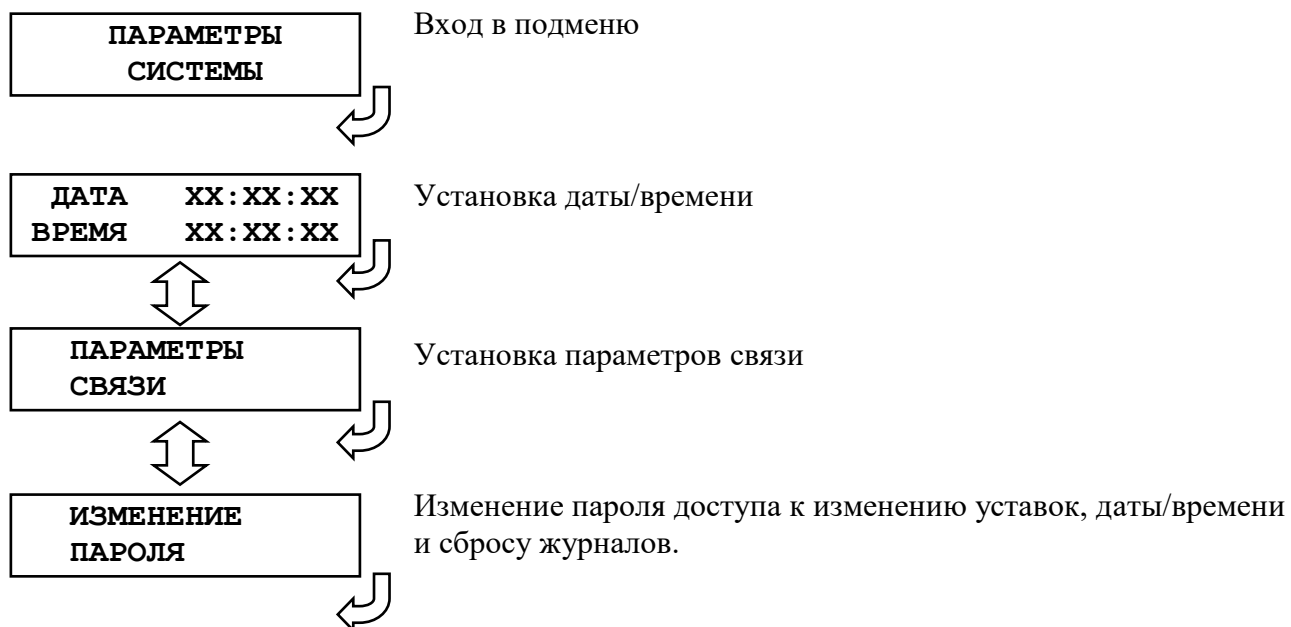 ПАРАМЕТРЫ
СИСТЕМЫ
Вход в подменю
ДАТА XX:XX:XX
ВРЕМЯ XX:XX:XX
Установка даты/времени
ПАРАМЕТРЫ
СВЯЗИ
Установка параметров связи
ИЗМЕНЕНИЕ
ПАРОЛЯ
Изменение пароля доступа к изменению уставок, даты/времени
и сбросу журналов.